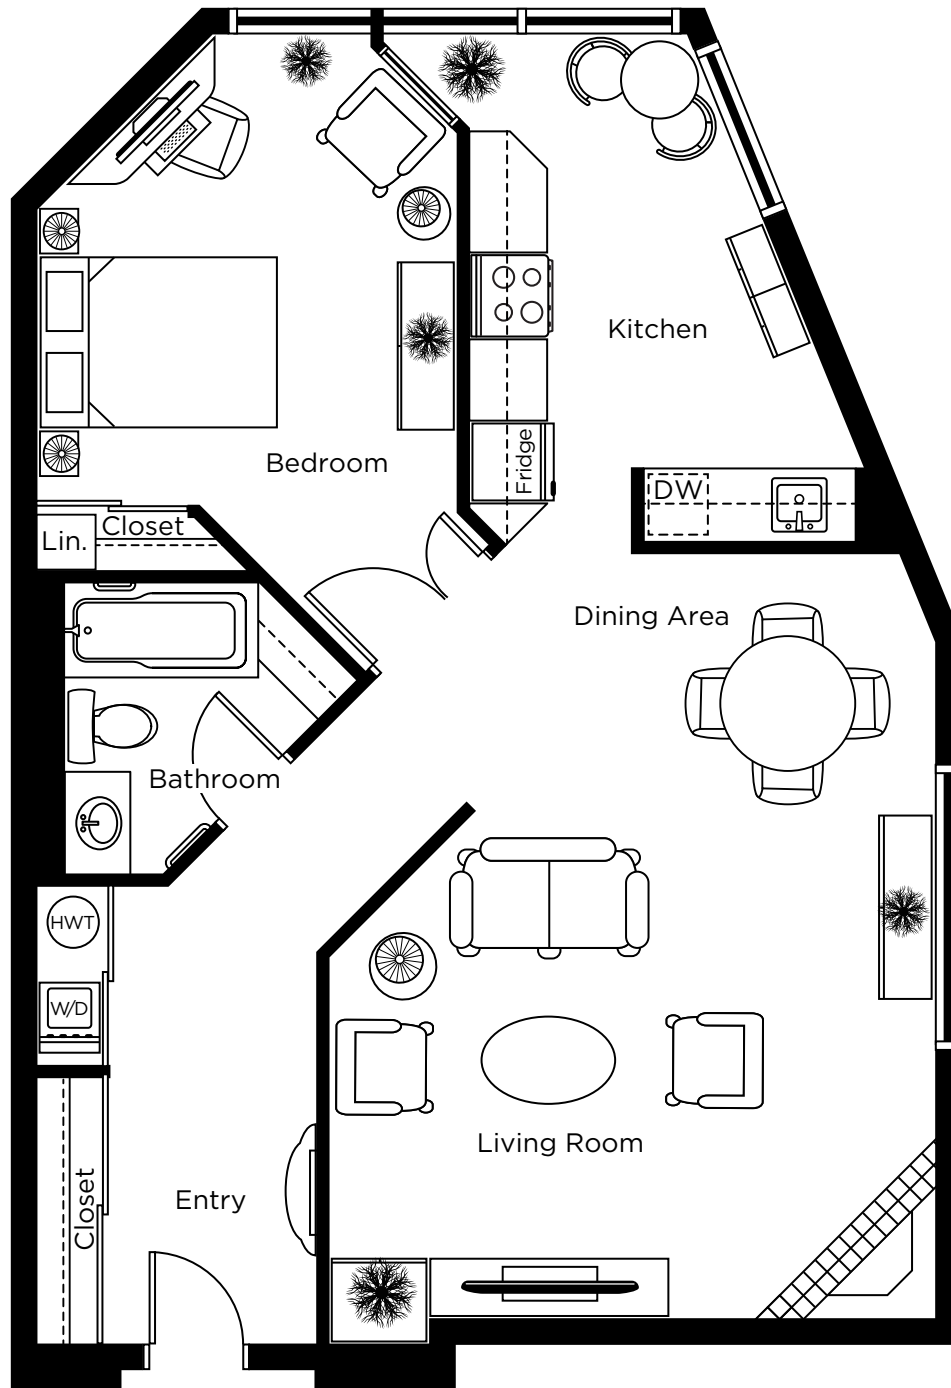 Kitchen
Bedroom
Fridge
DW
Closet
Lin.
Dining Area
Bathroom
HWT
W/D
Living Room
Closet
Entry